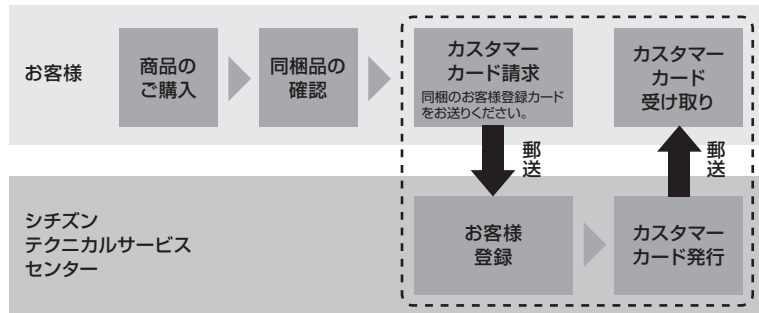 お客様
商品の
ご購入
同梱品の
確認
カスタマー
カード請求
同梱のお客様登録カード
をお送りください。
カスタマー
カード
受け取り
郵送
郵送
シチズン
テクニカルサービス
センター
お客様
登録
カスタマー
カード発行